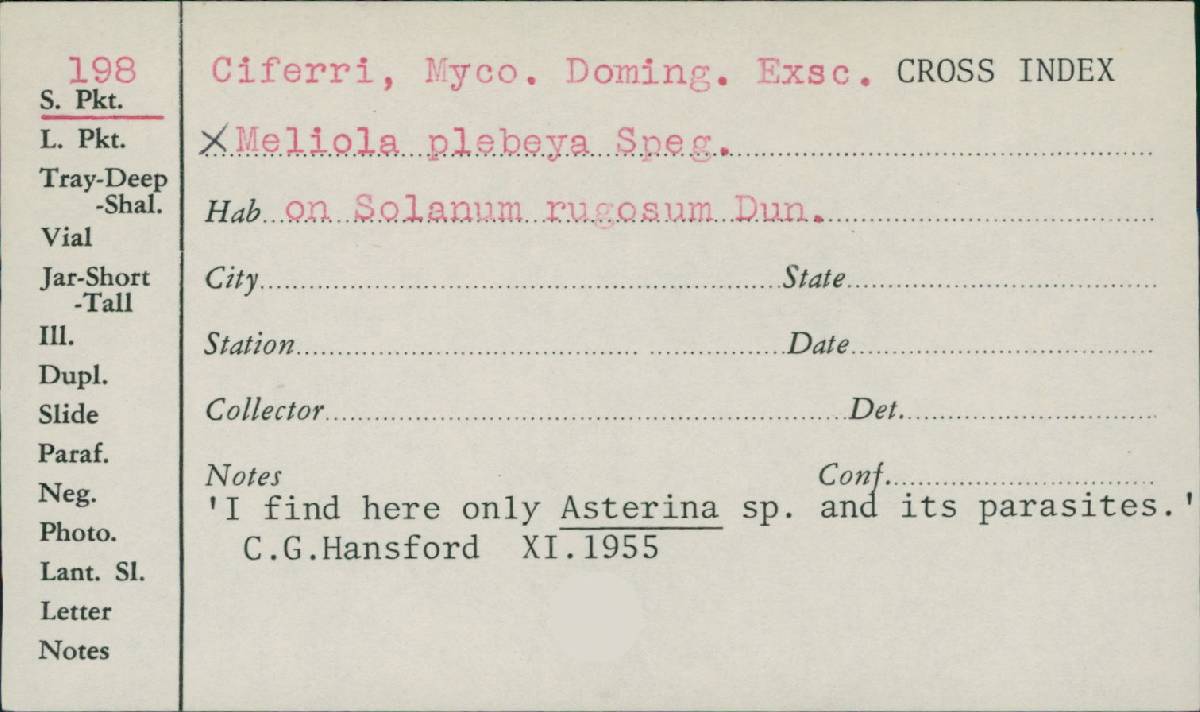 198
S. Pkt.
L. Pkt.
Tray-Deep
-Shal.
Vial
Jar-Short
-Tall
Ill.
Dupl.
Slide
Paraf.
Neg.
Photo.
Lant. Sl.
Letter
Notes
Ciferri, Myco. Doming. Exsc. CROSS INDEX
X Meliola plebeya Speg.
Hab on Solanum rugosum Dun.
City State
Station Date
Collector Det.
Notes Conf.
'I find here only Asterina sp. and its parasites.'
C.G.Hansford XI.1955